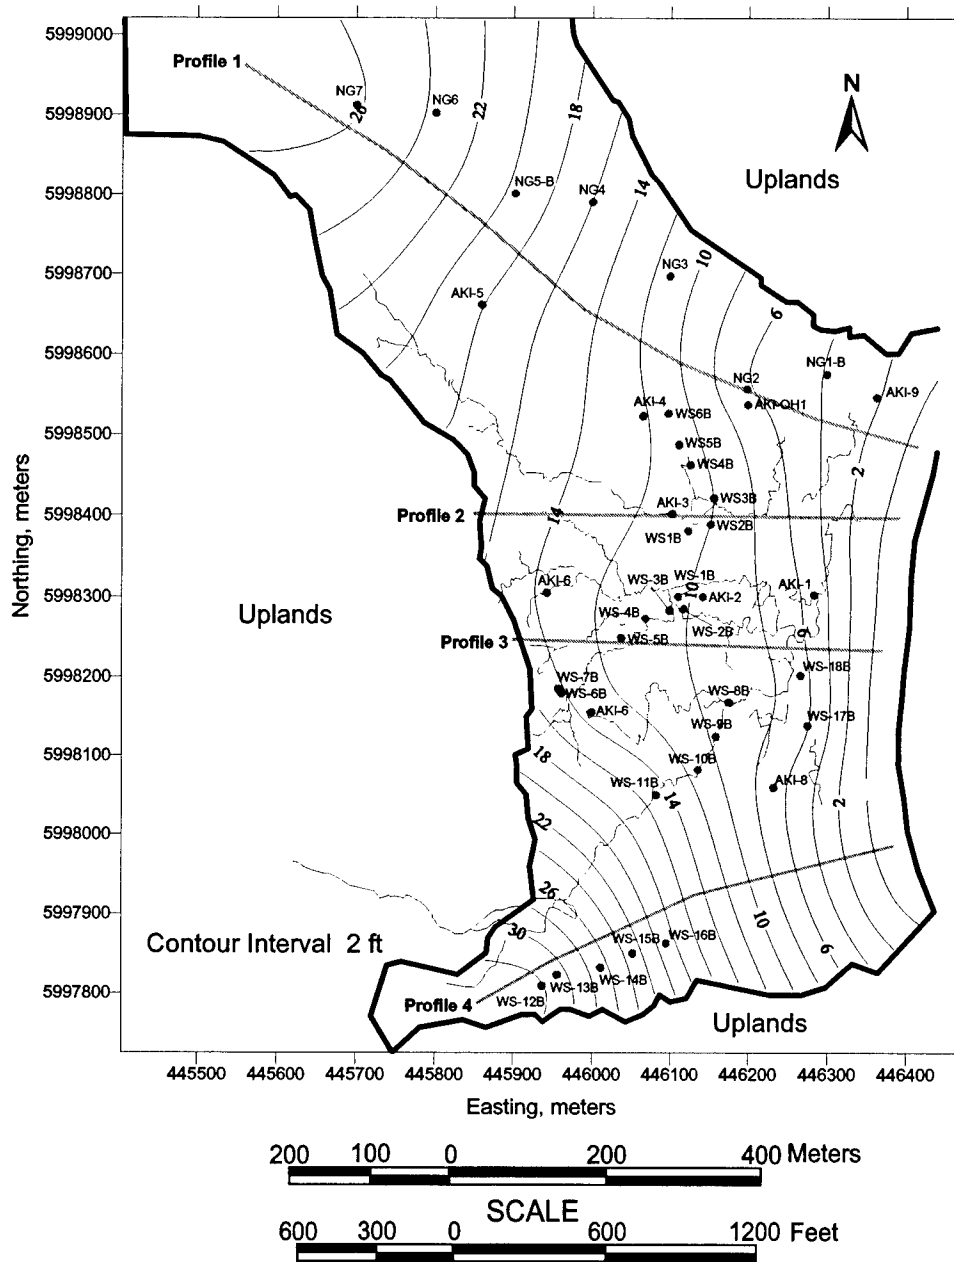 5999000
Profile 1
N
NG7
NG6
26
22
18
5998900
Uplands
5998800
NG5-B
NG4
14
NG3
10
5998700
AKI-5
6
5998600
NG1-B
NG2
AKI-9
AKI-4
WS6B
AKI-OH1
5998500
WS5B
WS4B
2
WS3B
AKI-3
Profile 2
14
5998400
WS1B
WS2B
Northing, meters
AKI-6
WS-3B
WS-1B
AKI-1
5998300
10
AKI-2
WS-4B
WS-2B
6
Uplands
Profile 3
WS-5B
WS-18B
5998200
WS-7B
WS-6B
WS-8B
AKI-6
WS-17B
WS-9B
5998100
18
WS-10B
WS-11B
14
AKI-8
2
5998000
22
26
5997900
30
10
6
Contour Interval 2 ft
WS-15B
WS-16B
WS-14B
WS-13B
WS-12B
5997800
Profile 4
Uplands
445500 445600 445700 445800 445900 446000 446100 446200 446300 446400
Easting, meters
200 100 0 200 400 Meters
SCALE
600 300 0 600 1200 Feet